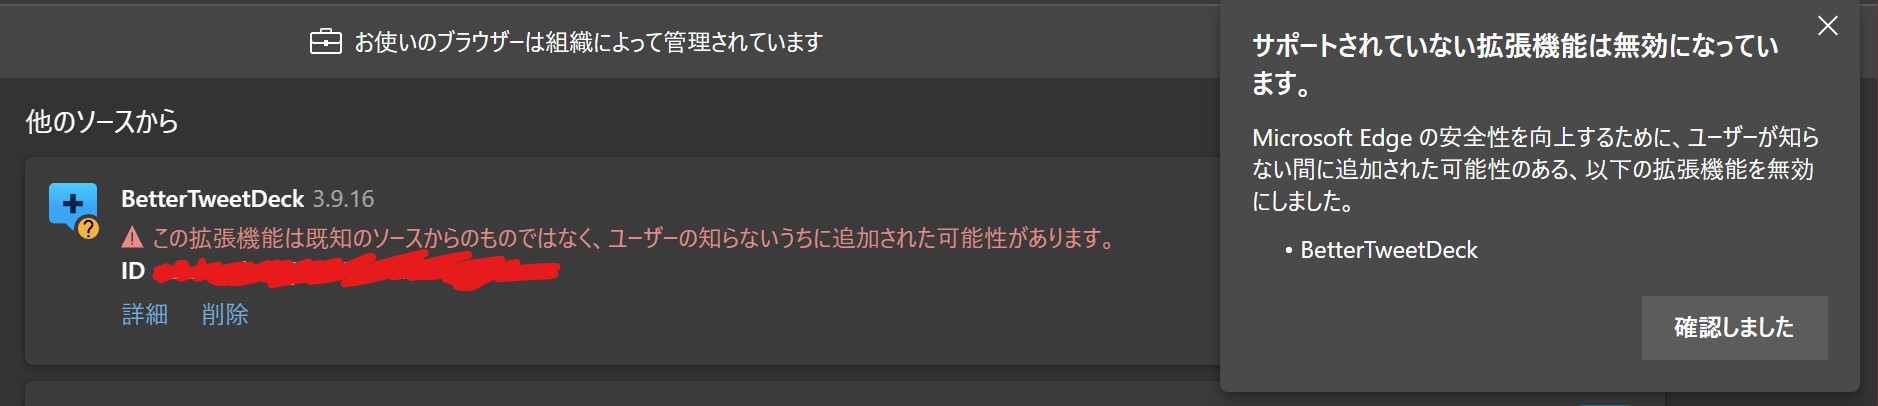 お使いのブラウザーは組織によって管理されています
他のソースから
BetterTweetDeck 3.9.16
この拡張機能は既知のソースからのものではなく、ユーザーの知らないうちに追加された可能性があります。
ID
詳細 削除
サポートされていない拡張機能は無効になってい
ます。
Microsoft Edge の安全性を向上するために、ユーザーが知ら
ない間に追加された可能性のある、以下の拡張機能を無効
にしました。
• BetterTweetDeck
確認しました